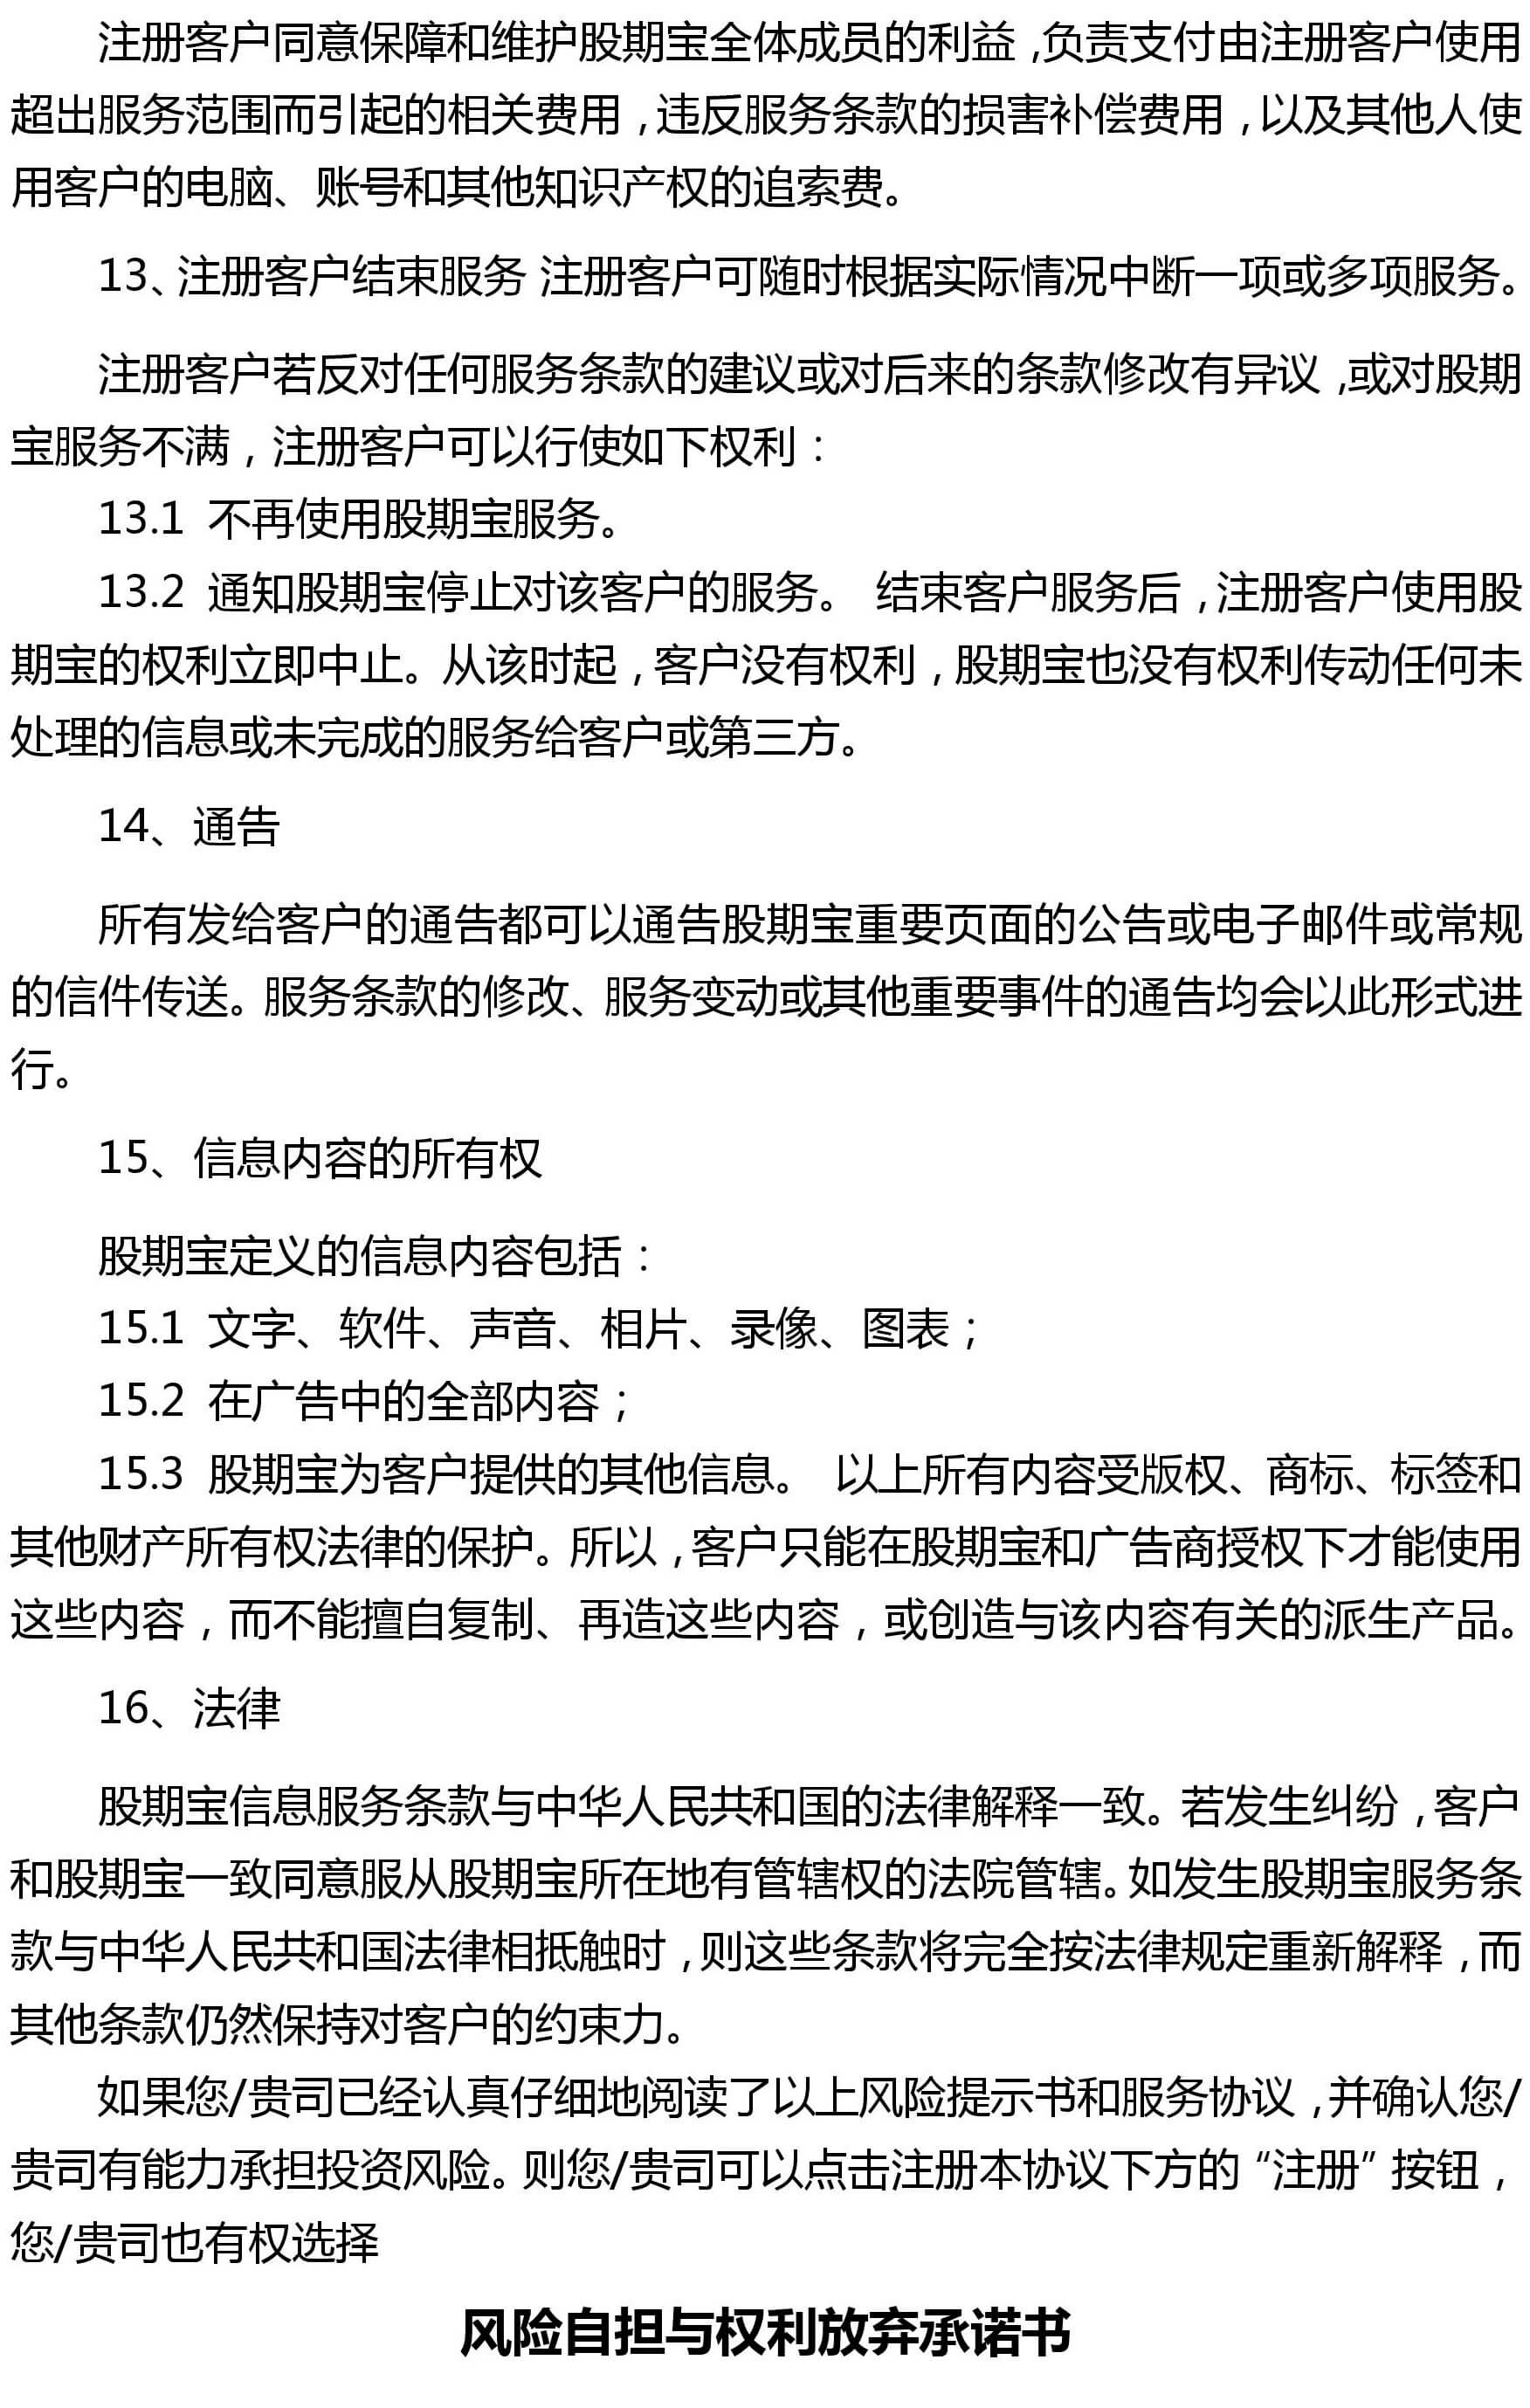 注册客户同意保障和维护股期宝全体成员的利益,负责支付由注册客户使用
超出服务范围而引起的相关费用,违反服务条款的损害补偿费用,以及其他人使
用客户的电脑、账号和其他知识产权的追索费。
13、注册客户结束服务 注册客户可随时根据实际情况中断一项或多项服务。
注册客户若反对任何服务条款的建议或对后来的条款修改有异议,或对股期
宝服务不满，注册客户可以行使如下权利：
13.1 不再使用股期宝服务。
13.2 通知股期宝停止对该客户的服务。 结束客户服务后,注册客户使用股
期宝的权利立即中止。从该时起,客户没有权利,股期宝也没有权利传动任何未
处理的信息或未完成的服务给客户或第三方。
14、通告
所有发给客户的通告都可以通告股期宝重要页面的公告或电子邮件或常规
的信件传送。服务条款的修改、服务变动或其他重要事件的通告均会以此形式进
行。
15、信息内容的所有权
股期宝定义的信息内容包括：
15.1 文字、软件、声音、相片、录像、图表；
15.2 在广告中的全部内容；
15.3 股期宝为客户提供的其他信息。 以上所有内容受版权、商标、标签和
其他财产所有权法律的保护。所以,客户只能在股期宝和广告商授权下才能使用
这些内容，而不能擅自复制、再造这些内容，或创造与该内容有关的派生产品。
16、法律
股期宝信息服务条款与中华人民共和国的法律解释一致。若发生纠纷,客户
和股期宝一致同意服从股期宝所在地有管辖权的法院管辖。如发生股期宝服务条
款与中华人民共和国法律相抵触时,则这些条款将完全按法律规定重新解释,而
其他条款仍然保持对客户的约束力。
如果您/贵司已经认真仔细地阅读了以上风险提示书和服务协议,并确认您/
贵司有能力承担投资风险。则您/贵司可以点击注册本协议下方的“注册”按钮，
您/贵司也有权选择
风险自担与权利放弃承诺书